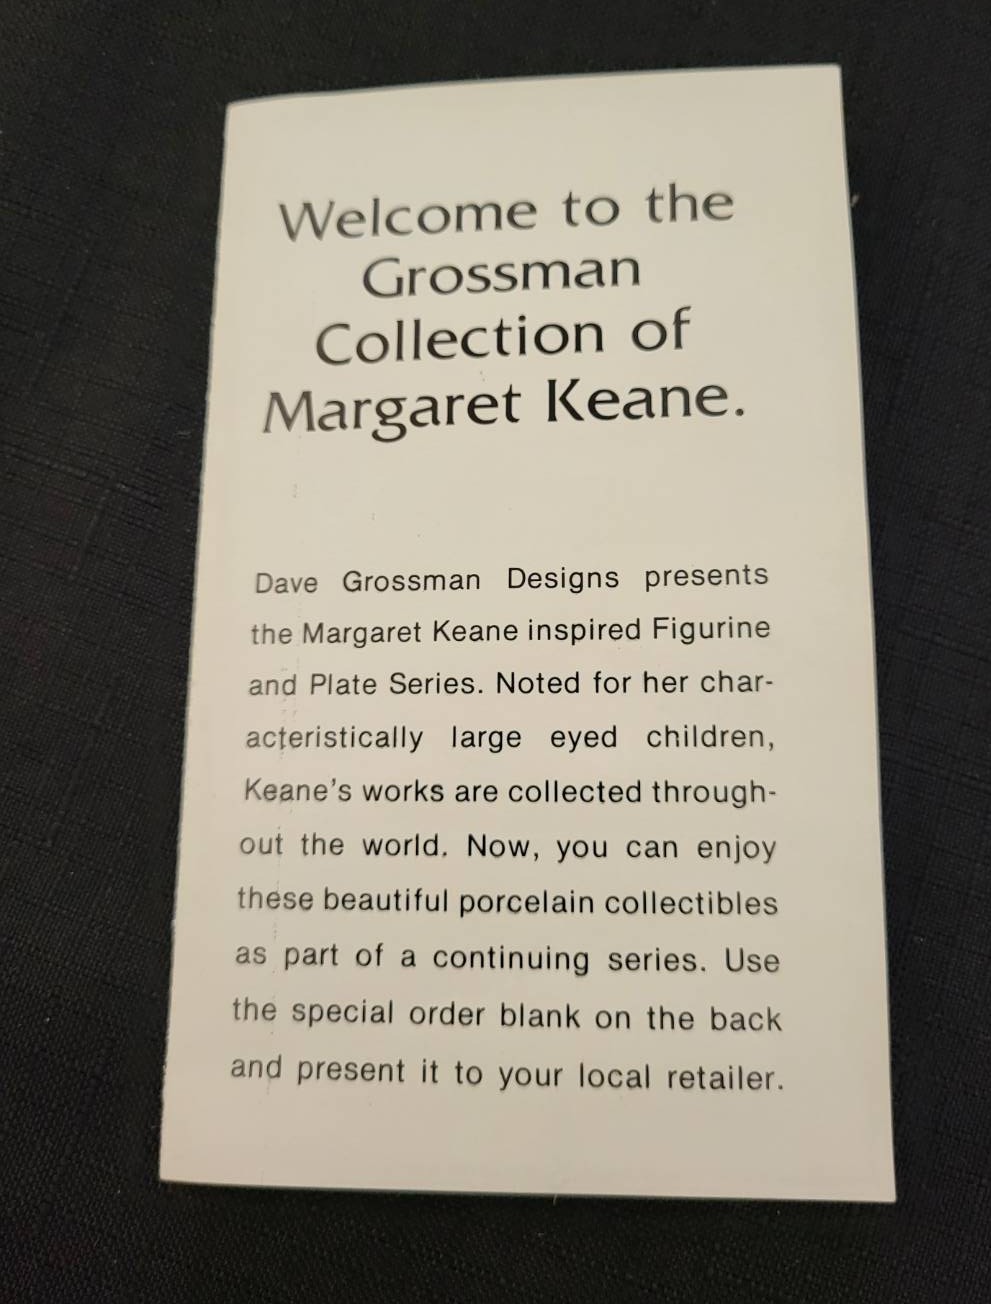 Welcome to the
Grossman
Collection of
Margaret Keane.
Dave Grossman Designs presents
the Margaret Keane inspired Figurine
and Plate Series. Noted for her char-
acteristically large eyed children,
Keane's works are collected through-
out the world. Now, you can enjoy
these beautiful porcelain collectibles
as part of a continuing series. Use
the special order blank on the back
and present it to your local retailer.